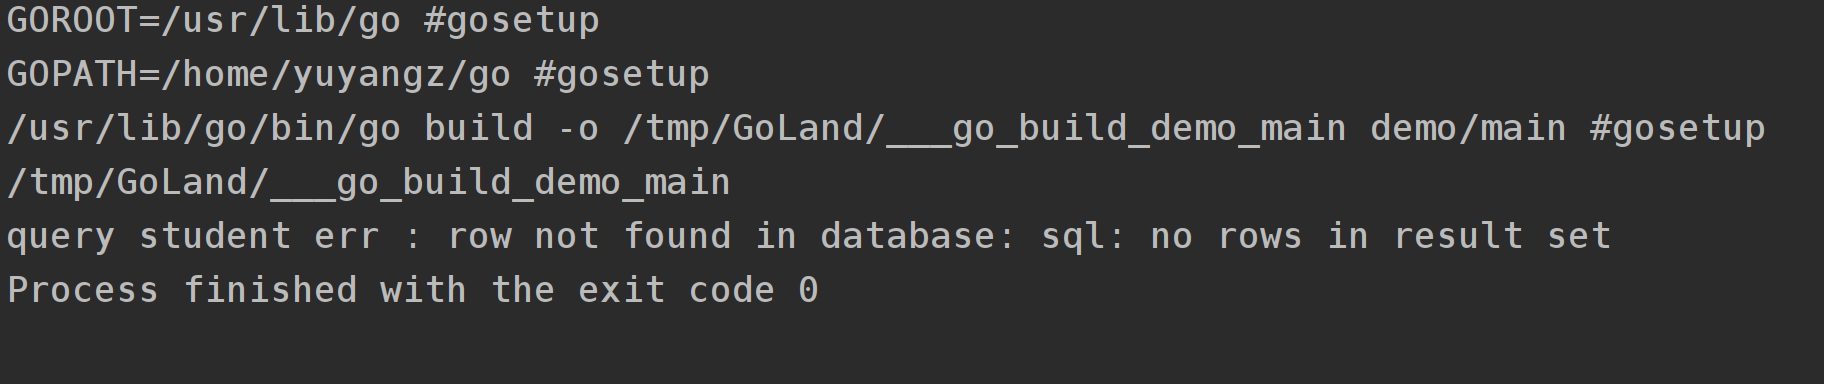 GOROOT=/usr/lib/go #gosetup
GOPATH=/home/yuyangz/go #gosetup
/usr/lib/go/bin/go build -o /tmp/GoLand/___go_build_demo_main demo/main #gosetup
/tmp/GoLand/___go_build_demo_main
query student err : row not found in database: sql: no rows in result set
Process finished with the exit code 0